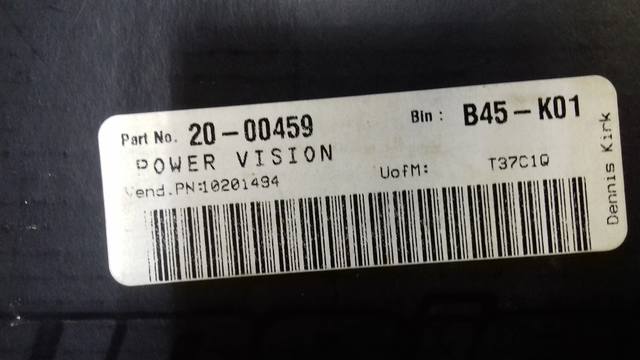 Part No. 20-00459 Bin: B45-K01
POWER VISION
Vend.PN:10201494 UofM: T37C1Q
Dennis Kirk